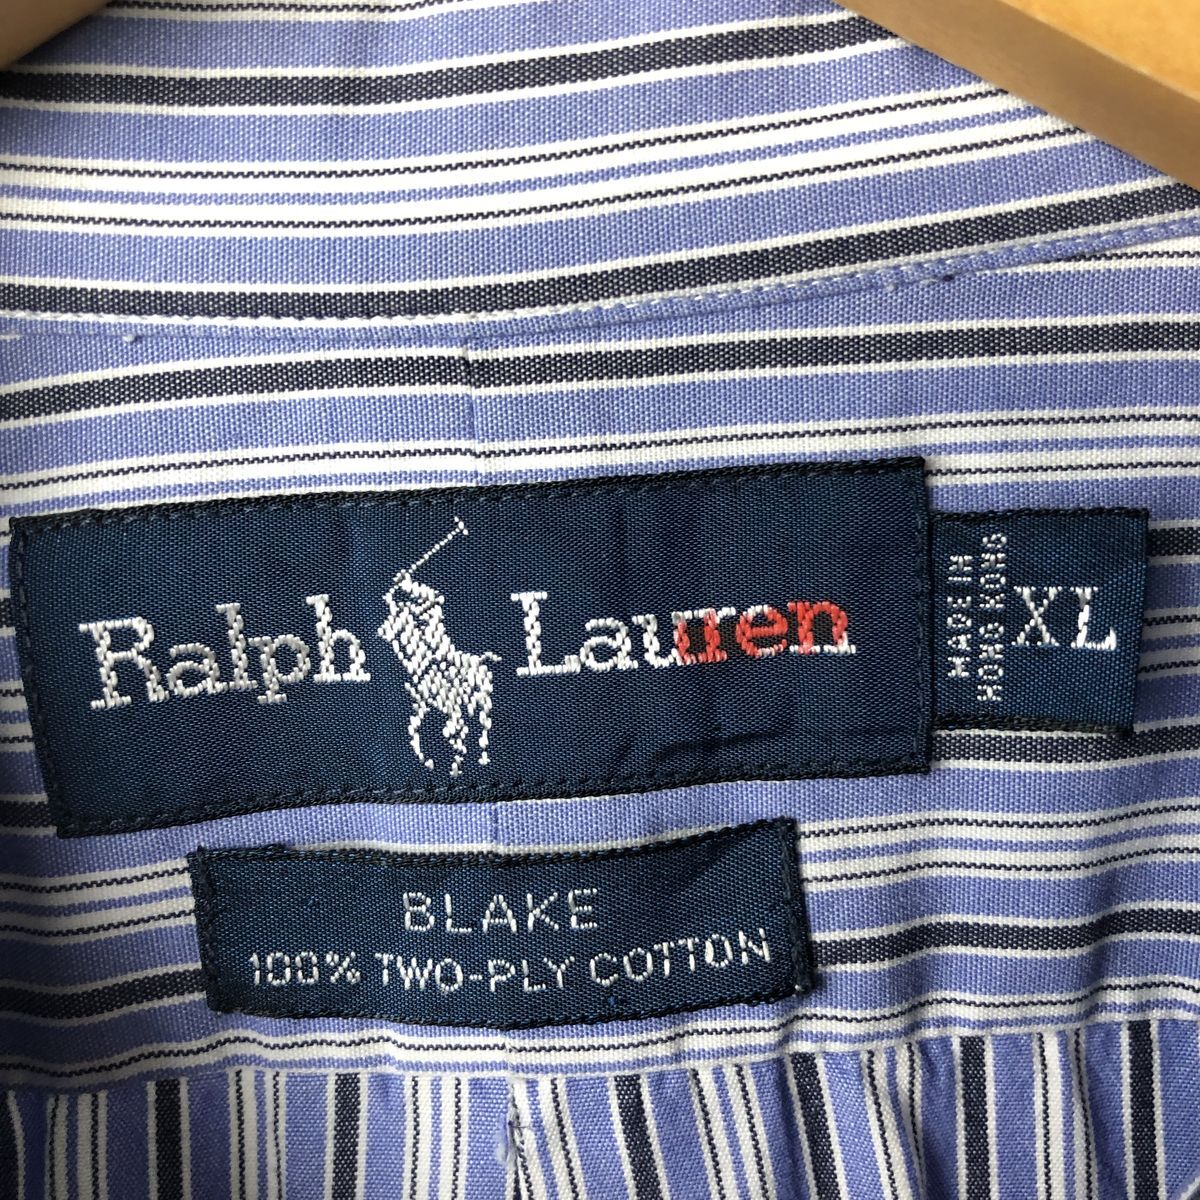 Ralph Lauren
MADE IN
HONG KONG
XL
BLAKE
100% TWO-PLY COTTON